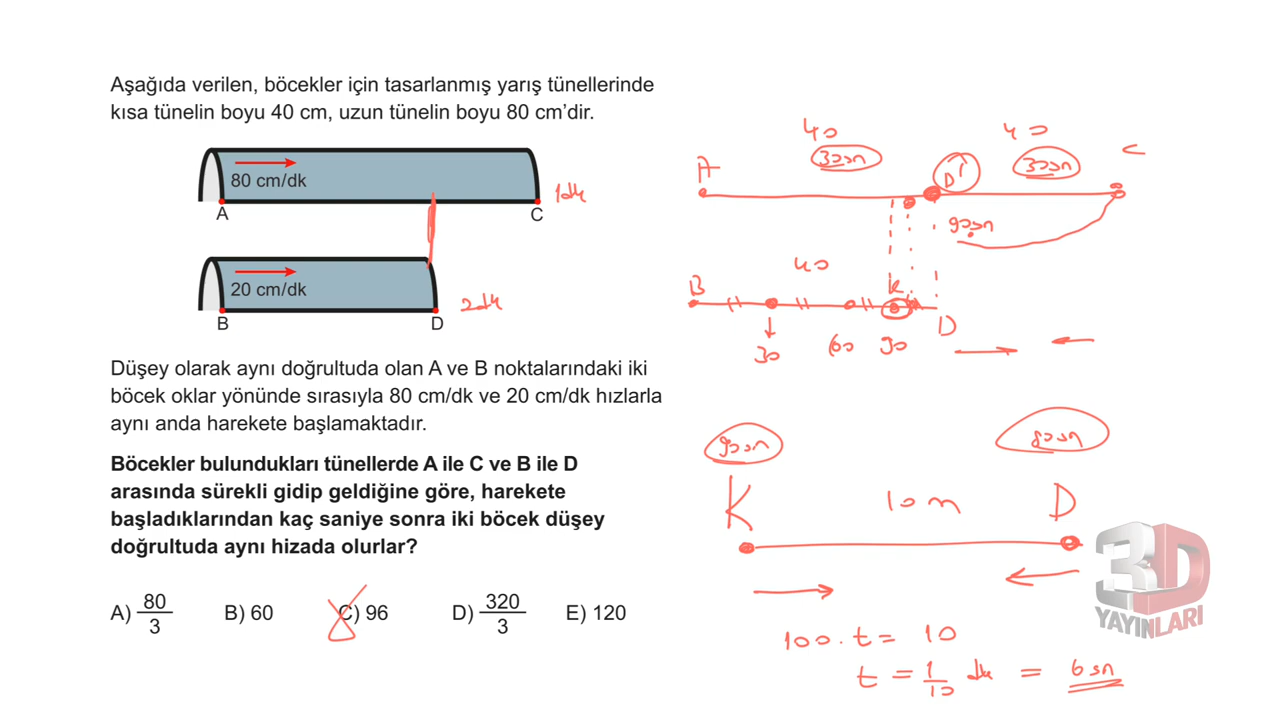 Aşağıda verilen, böcekler için tasarlanmış yarış tünellerinde
kısa tünelin boyu 40 cm, uzun tünelin boyu 80 cm’dir.
80 cm/dk
A
C
1dk
20 cm/dk
B
D
2dk
Düşey olarak aynı doğrultuda olan A ve B noktalarındaki iki
böcek oklar yönünde sırasıyla 80 cm/dk ve 20 cm/dk hızlarla
aynı anda harekete başlamaktadır.
Böcekler bulundukları tünellerde A ile C ve B ile D
arasında sürekli gidip geldiğine göre, harekete
başladıklarından kaç saniye sonra iki böcek düşey
doğrultuda aynı hizada olurlar?
A) 80/3 B) 60 C) 96 D) 320/3 E) 120
40 40
30sn 30sn
A D' C
90sn
40
B K D
30 60 90
90sn 90sn
K 10m D
100.t = 10
t = 1/10 dk = 6sn
3D
YAYINLARI